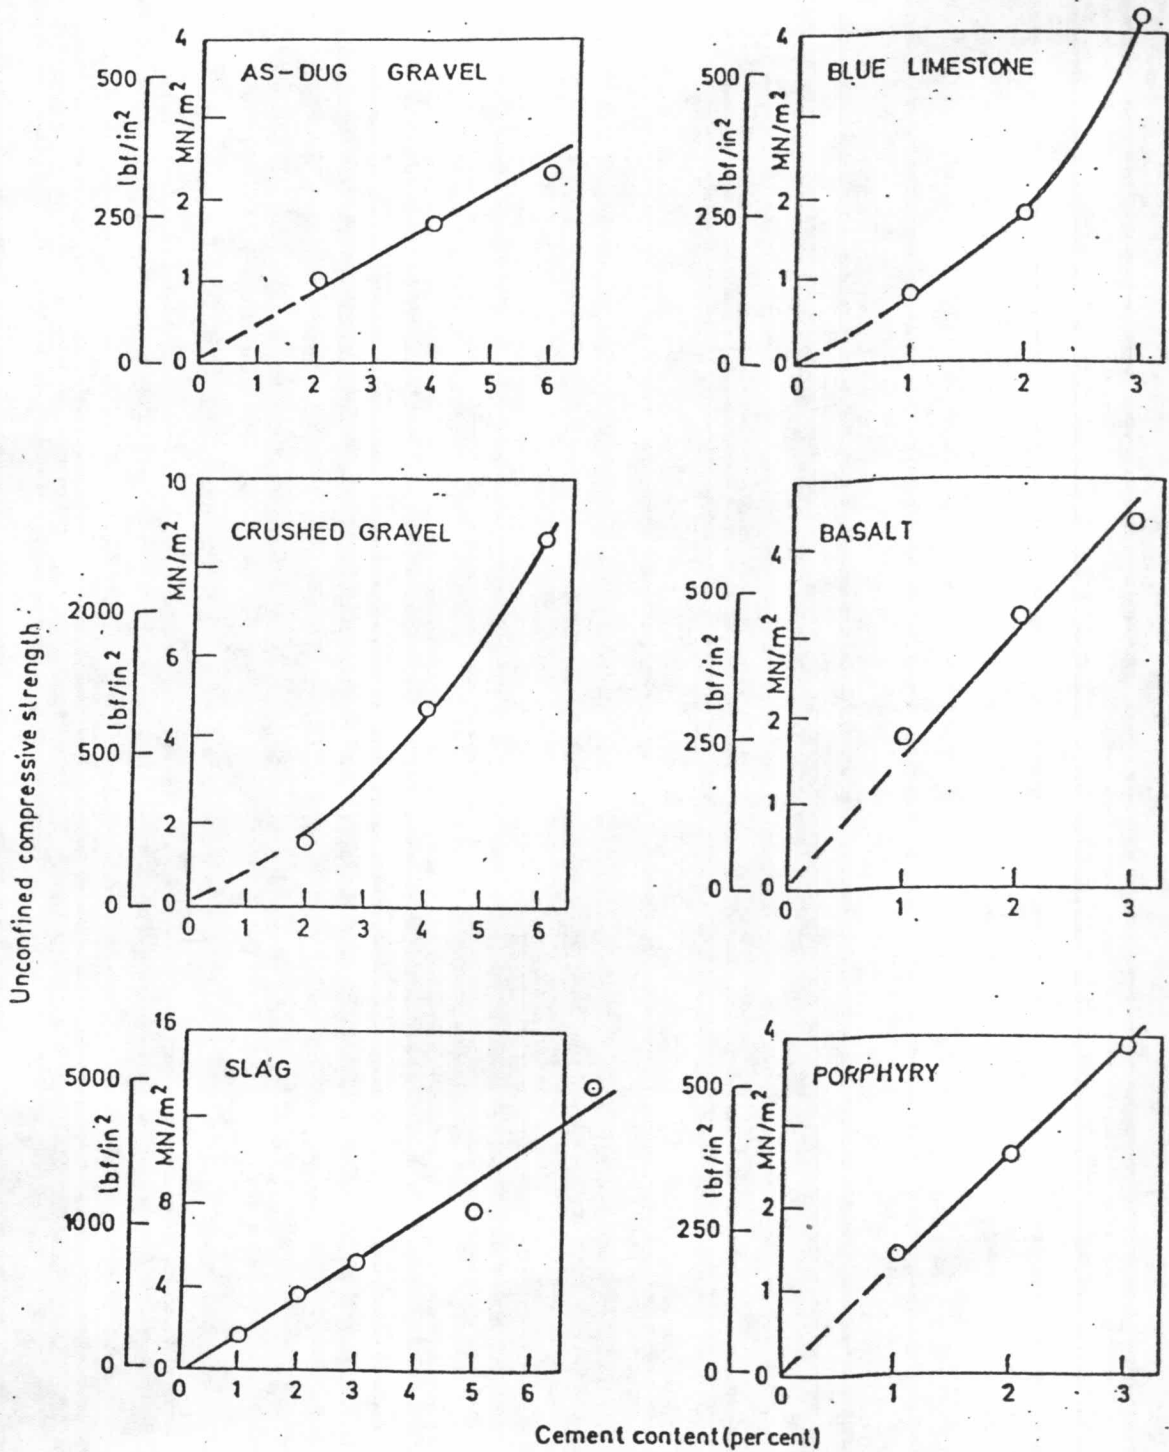 Unconfined compressive strength
AS-DUG GRAVEL
lbf/in²
500
250
0
MN/m²
4
2
1
0
0 1 2 3 4 5 6
BLUE LIMESTONE
lbf/in²
500
250
0
MN/m²
4
2
1
0
0 1 2 3
CRUSHED GRAVEL
lbf/in²
2000
500
0
MN/m²
10
6
4
2
0
0 1 2 3 4 5 6
BASALT
lbf/in²
500
250
0
MN/m²
4
2
1
0
0 1 2 3
SLAG
lbf/in²
5000
1000
0
MN/m²
16
8
4
0
0 1 2 3 4 5 6
PORPHYRY
lbf/in²
500
250
0
MN/m²
4
2
1
0
0 1 2 3
Cement content (percent)